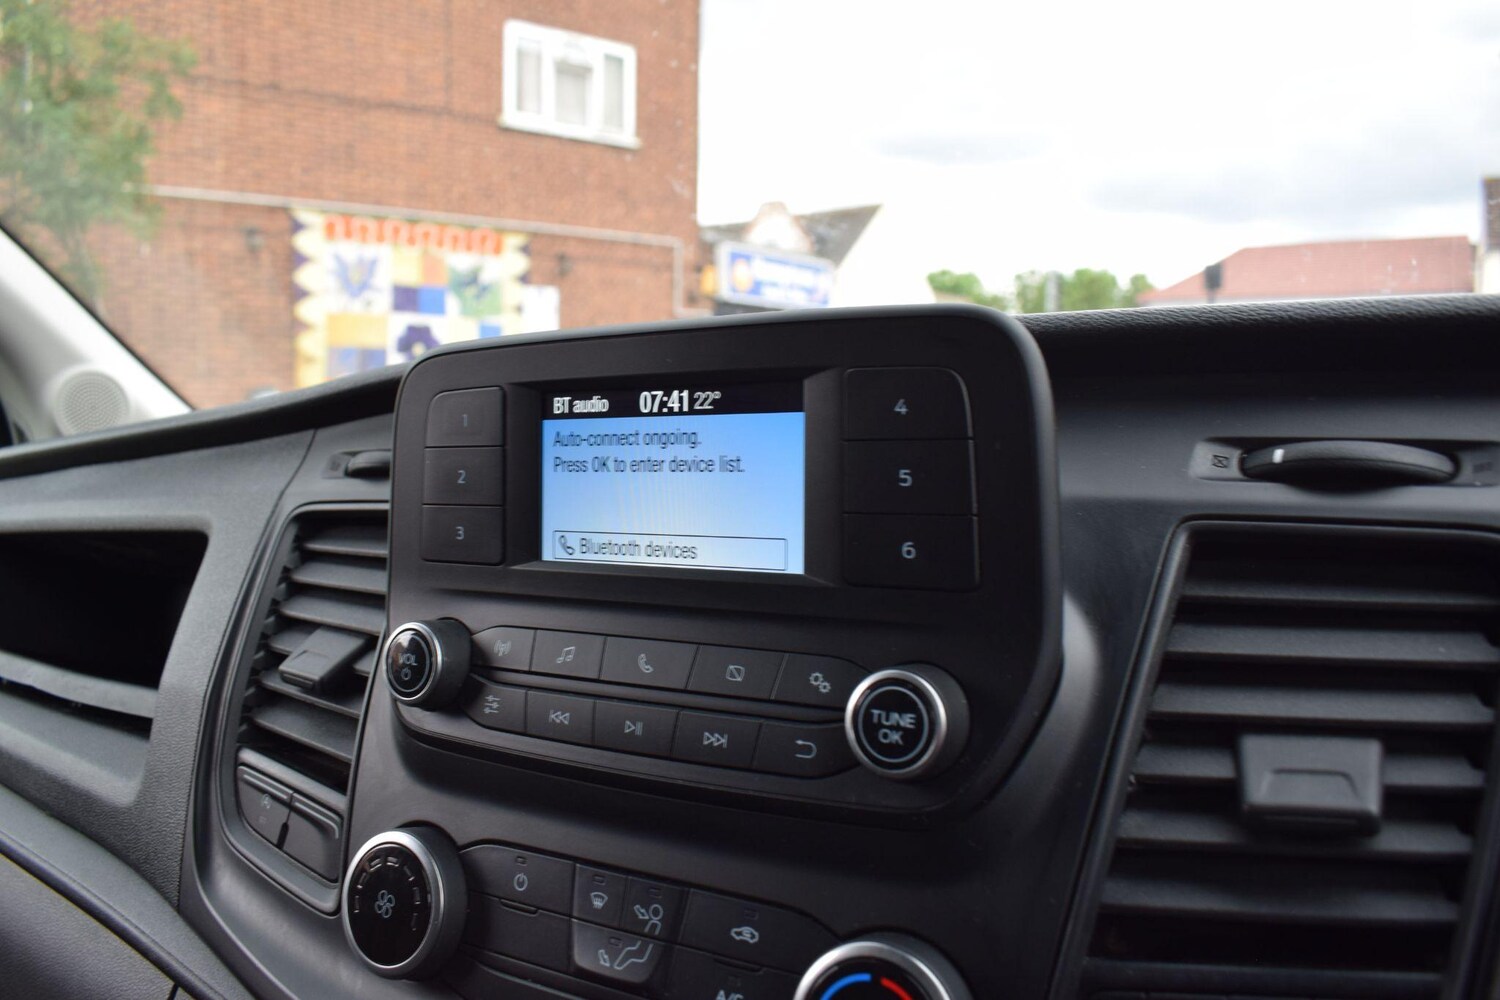 BT audio 07:41 22°
Auto-connect ongoing.
Press OK to enter device list.
Bluetooth devices
1
2
3
4
5
6
VOL
TUNE
OK
A/C